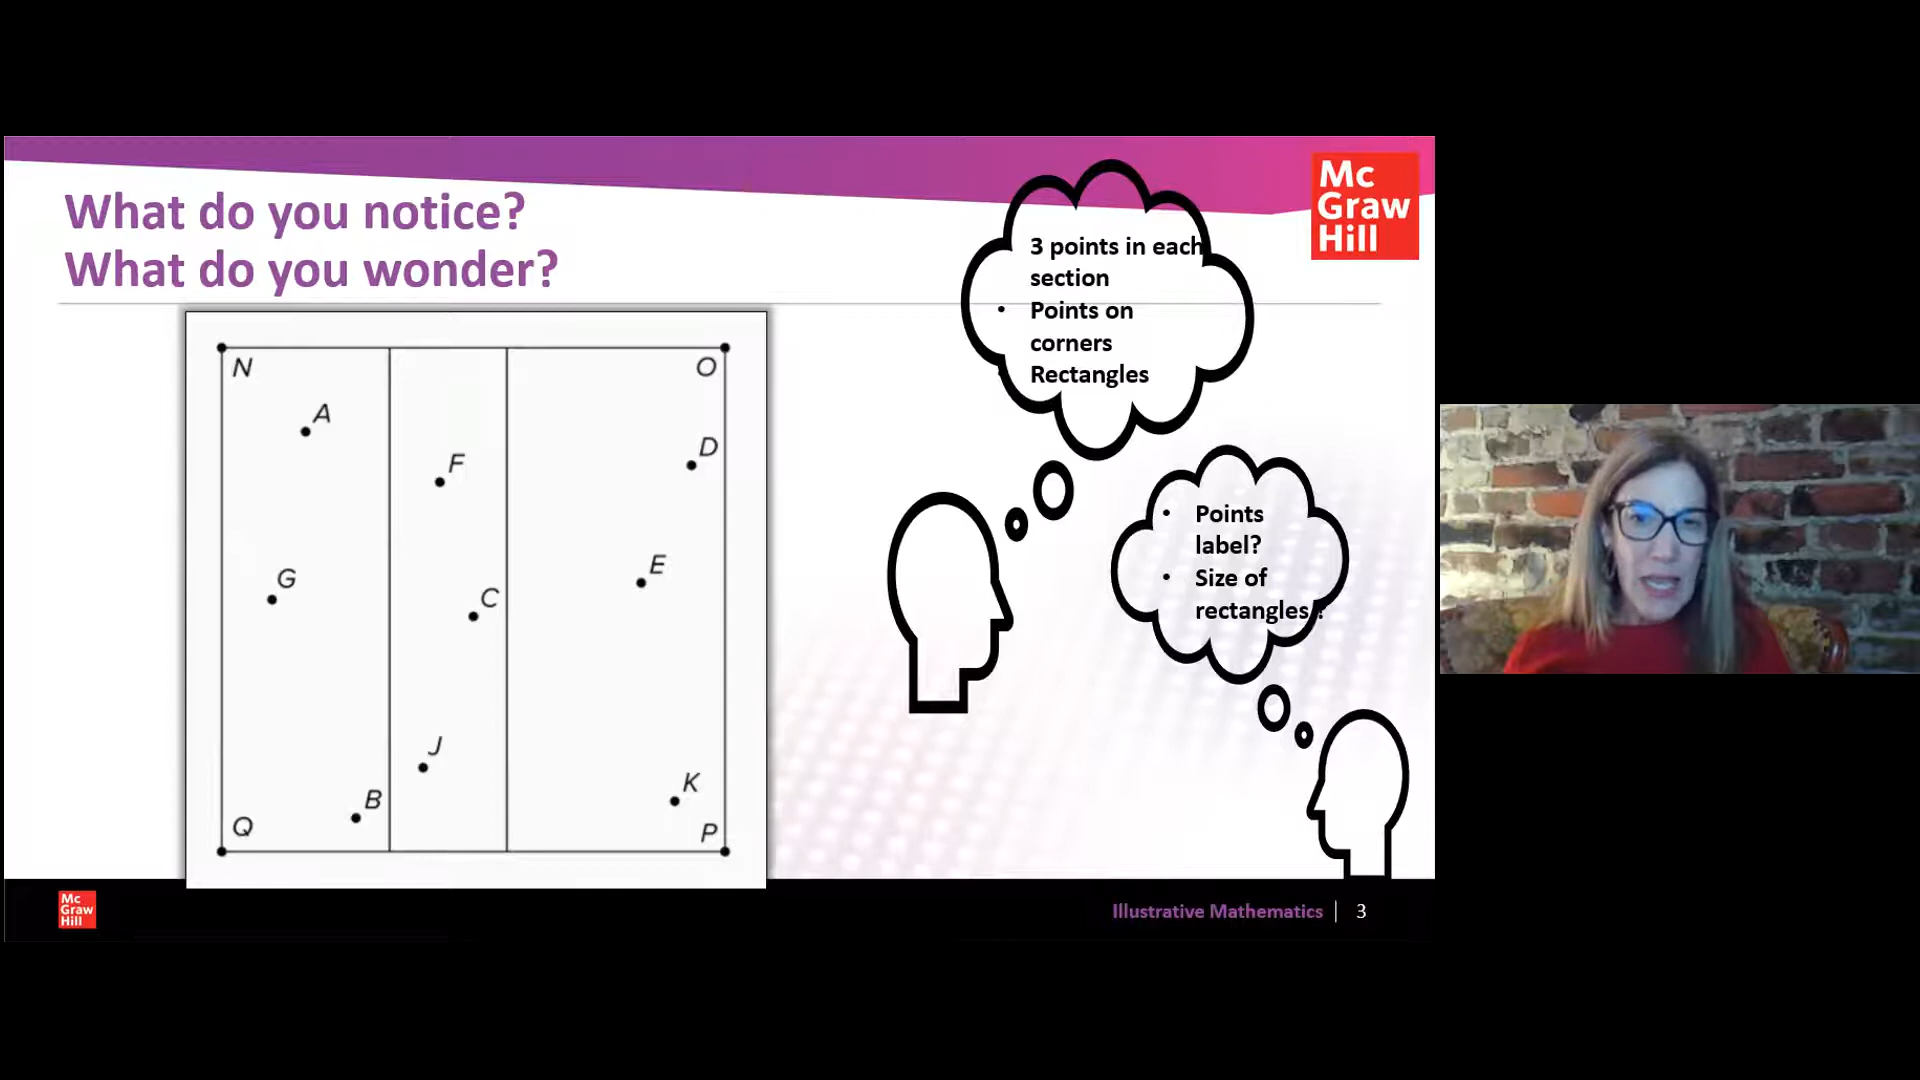 What do you notice?
What do you wonder?
Mc
Graw
Hill
3 points in each
section
• Points on
corners
Rectangles
• Points
label?
• Size of
rectangles?
N
O
A
F
D
G
C
E
J
B
K
Q
P
Mc
Graw
Hill
Illustrative Mathematics | 3